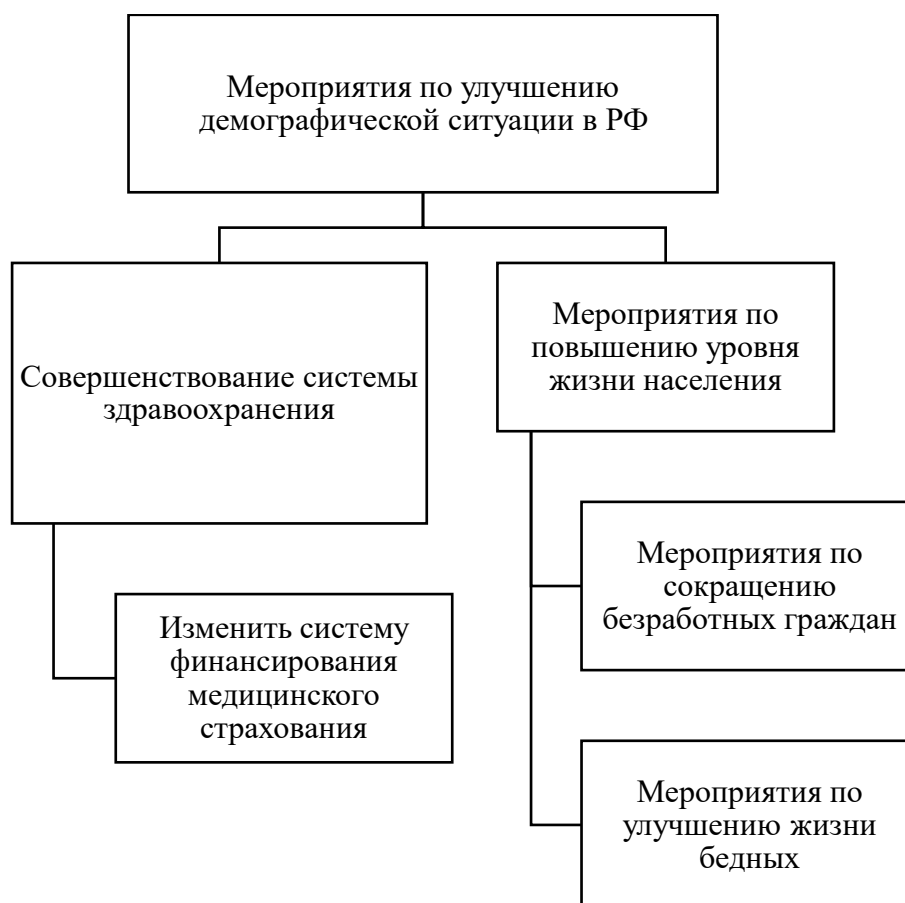 Мероприятия по улучшению
демографической ситуации в РФ
Совершенствование системы
здравоохранения
Изменить систему
финансирования
медицинского
страхования
Мероприятия по
повышению уровня
жизни населения
Мероприятия по
сокращению
безработных граждан
Мероприятия по
улучшению жизни
бедных